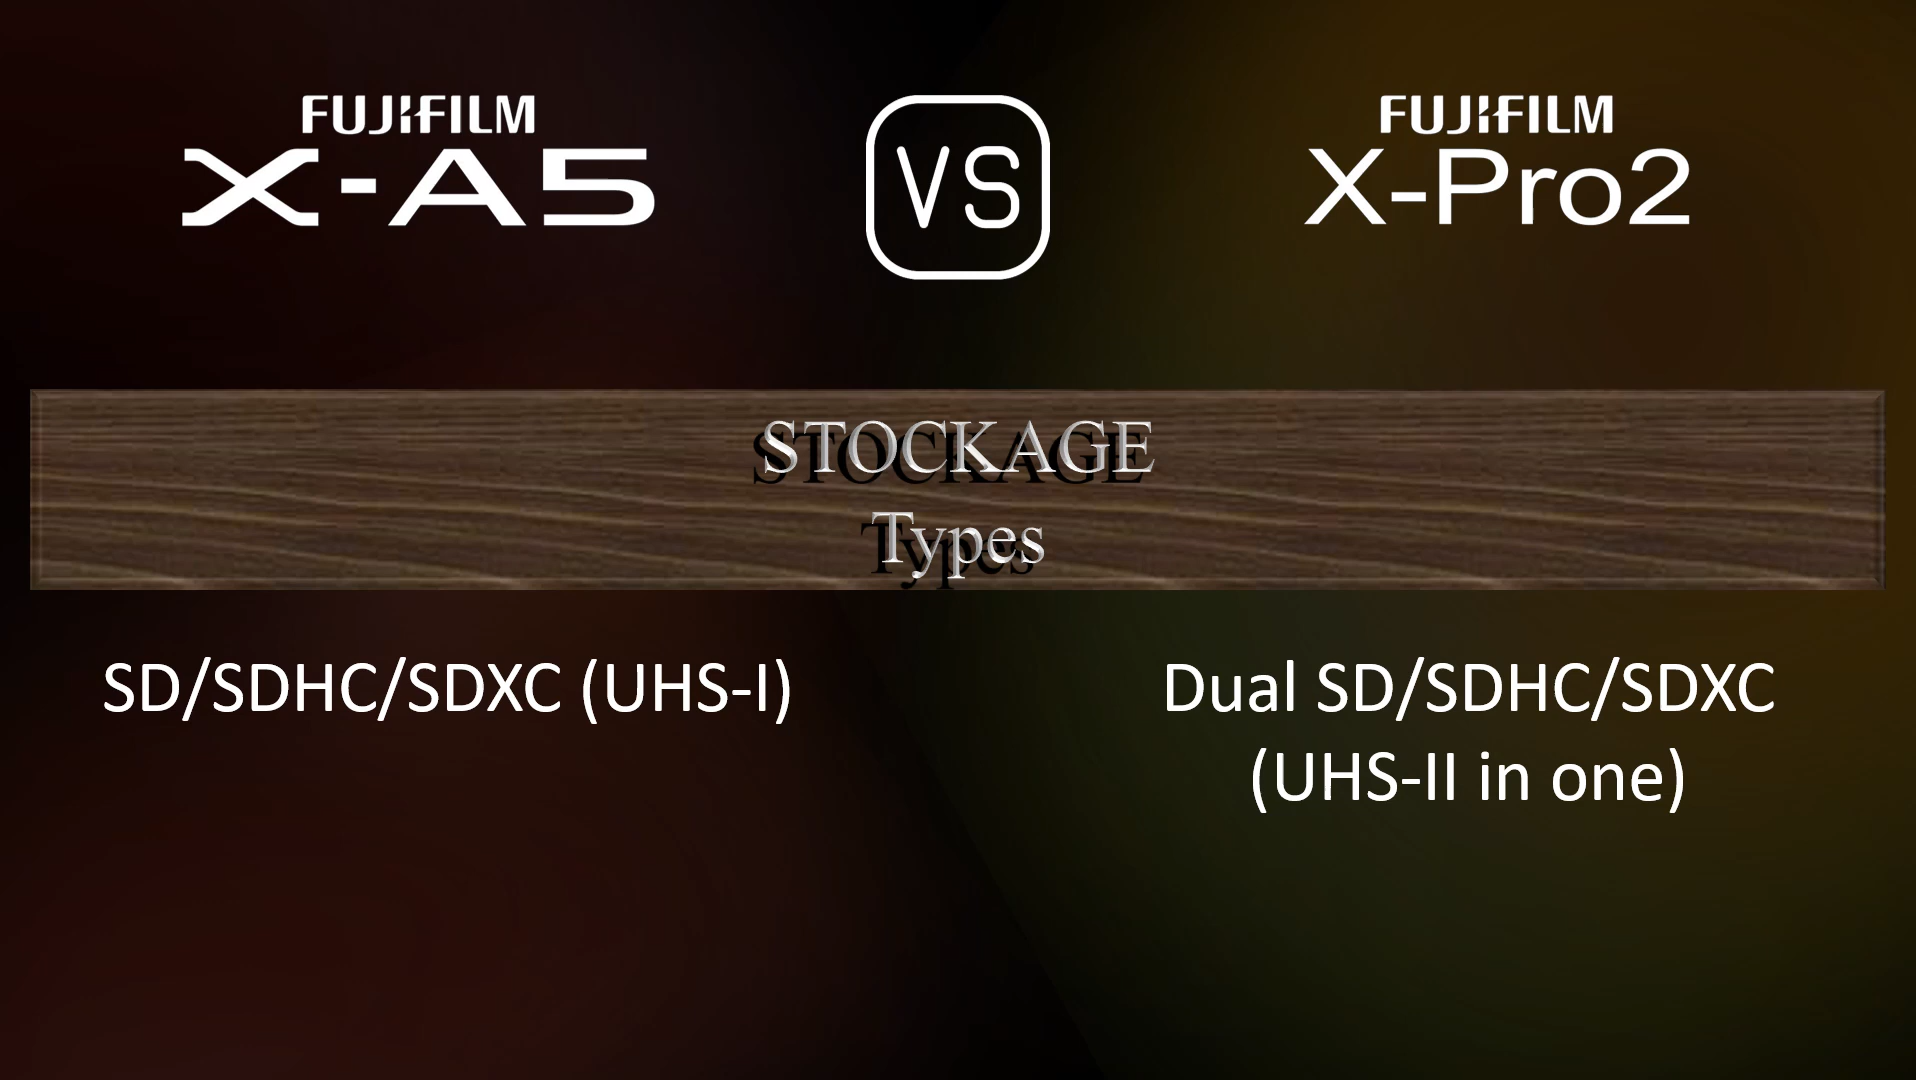 FUJIFILM
X-A5
VS
FUJIFILM
X-Pro2
STOCKAGE
Types
SD/SDHC/SDXC (UHS-I)
Dual SD/SDHC/SDXC
(UHS-II in one)